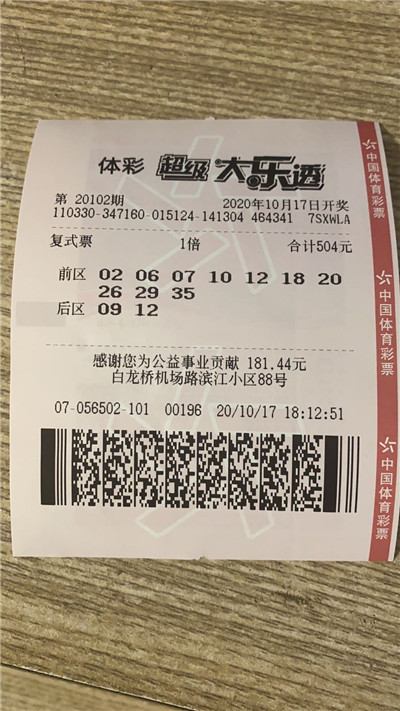 体彩 超级大乐透
第 20102期 2020年10月17日开奖
110330-347160-015124-141304 464341 7SXWLA
复式票 1倍 合计504元
前区 02 06 07 10 12 18 20
26 29 35
后区 09 12
感谢您为公益事业贡献 181.44元
白龙桥机场路滨江小区88号
07-056502-101 00196 20/10/17 18:12:51
中国体育彩票
中国体育彩票
中国体育彩票